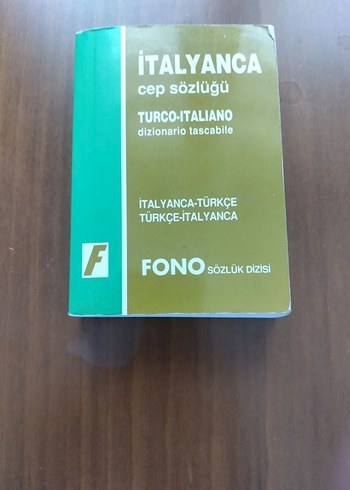 İTALYANCA
cep sözlüğü
TURCO-ITALIANO
dizionario tascabile
İTALYANCA-TÜRKÇE
TÜRKÇE-İTALYANCA
F
FONO SÖZLÜK DİZİSİ